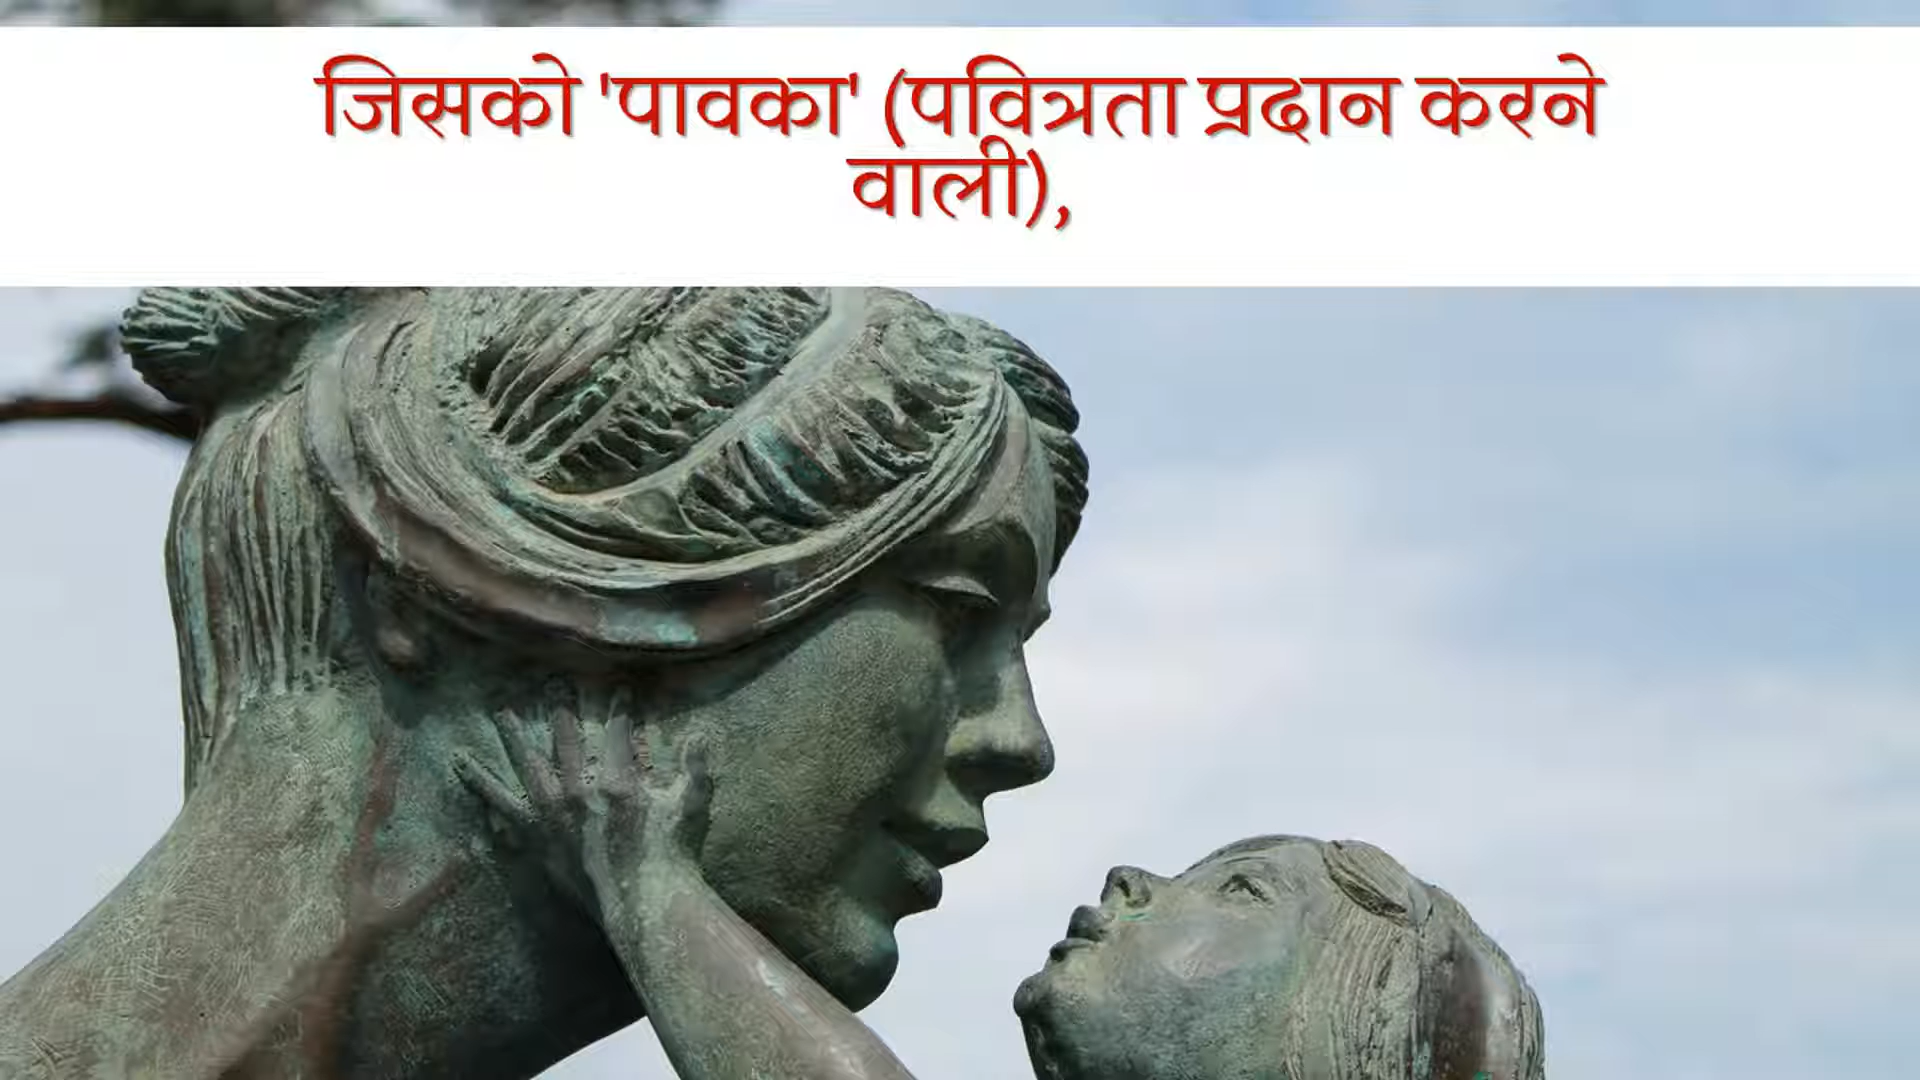 जिसको 'पावका' (पवित्रता प्रदान करने
वाली),